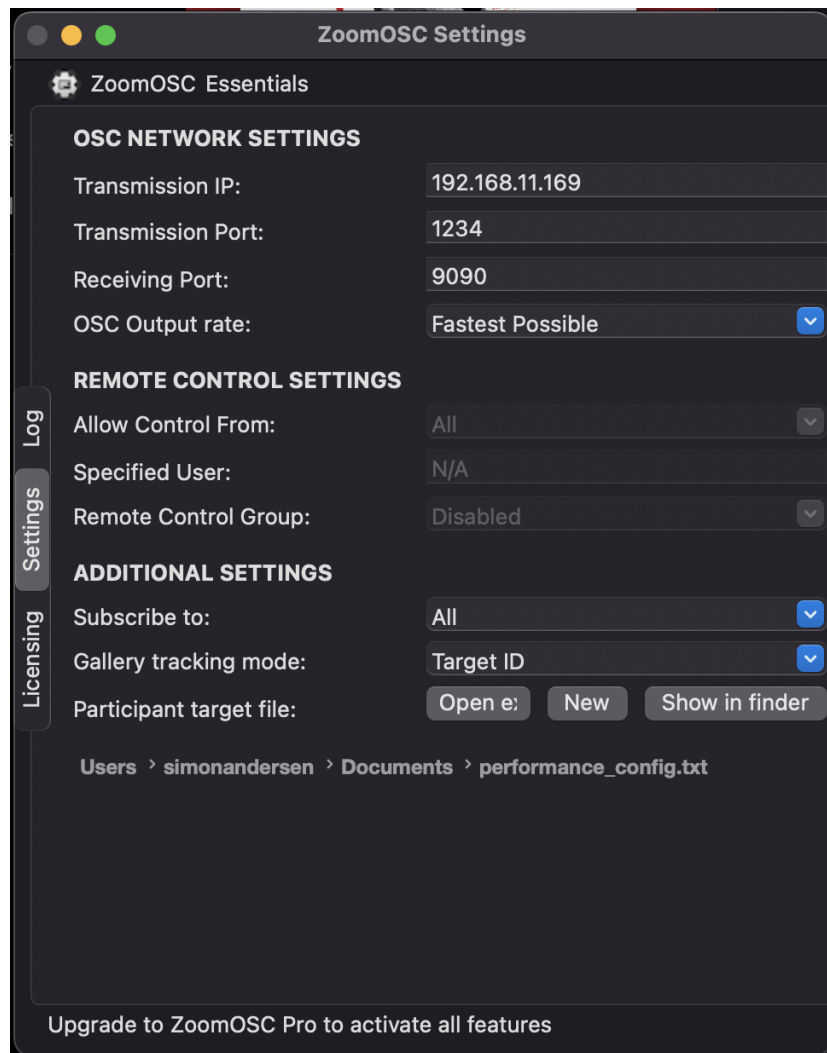 ZoomOSC Settings
ZoomOSC Essentials
OSC NETWORK SETTINGS
Transmission IP: 192.168.11.169
Transmission Port: 1234
Receiving Port: 9090
OSC Output rate: Fastest Possible
REMOTE CONTROL SETTINGS
Allow Control From: All
Specified User: N/A
Remote Control Group: Disabled
ADDITIONAL SETTINGS
Subscribe to: All
Gallery tracking mode: Target ID
Participant target file: Open e: New Show in finder
Users › simonandersen › Documents › performance_config.txt
Log
Settings
Licensing
Upgrade to ZoomOSC Pro to activate all features